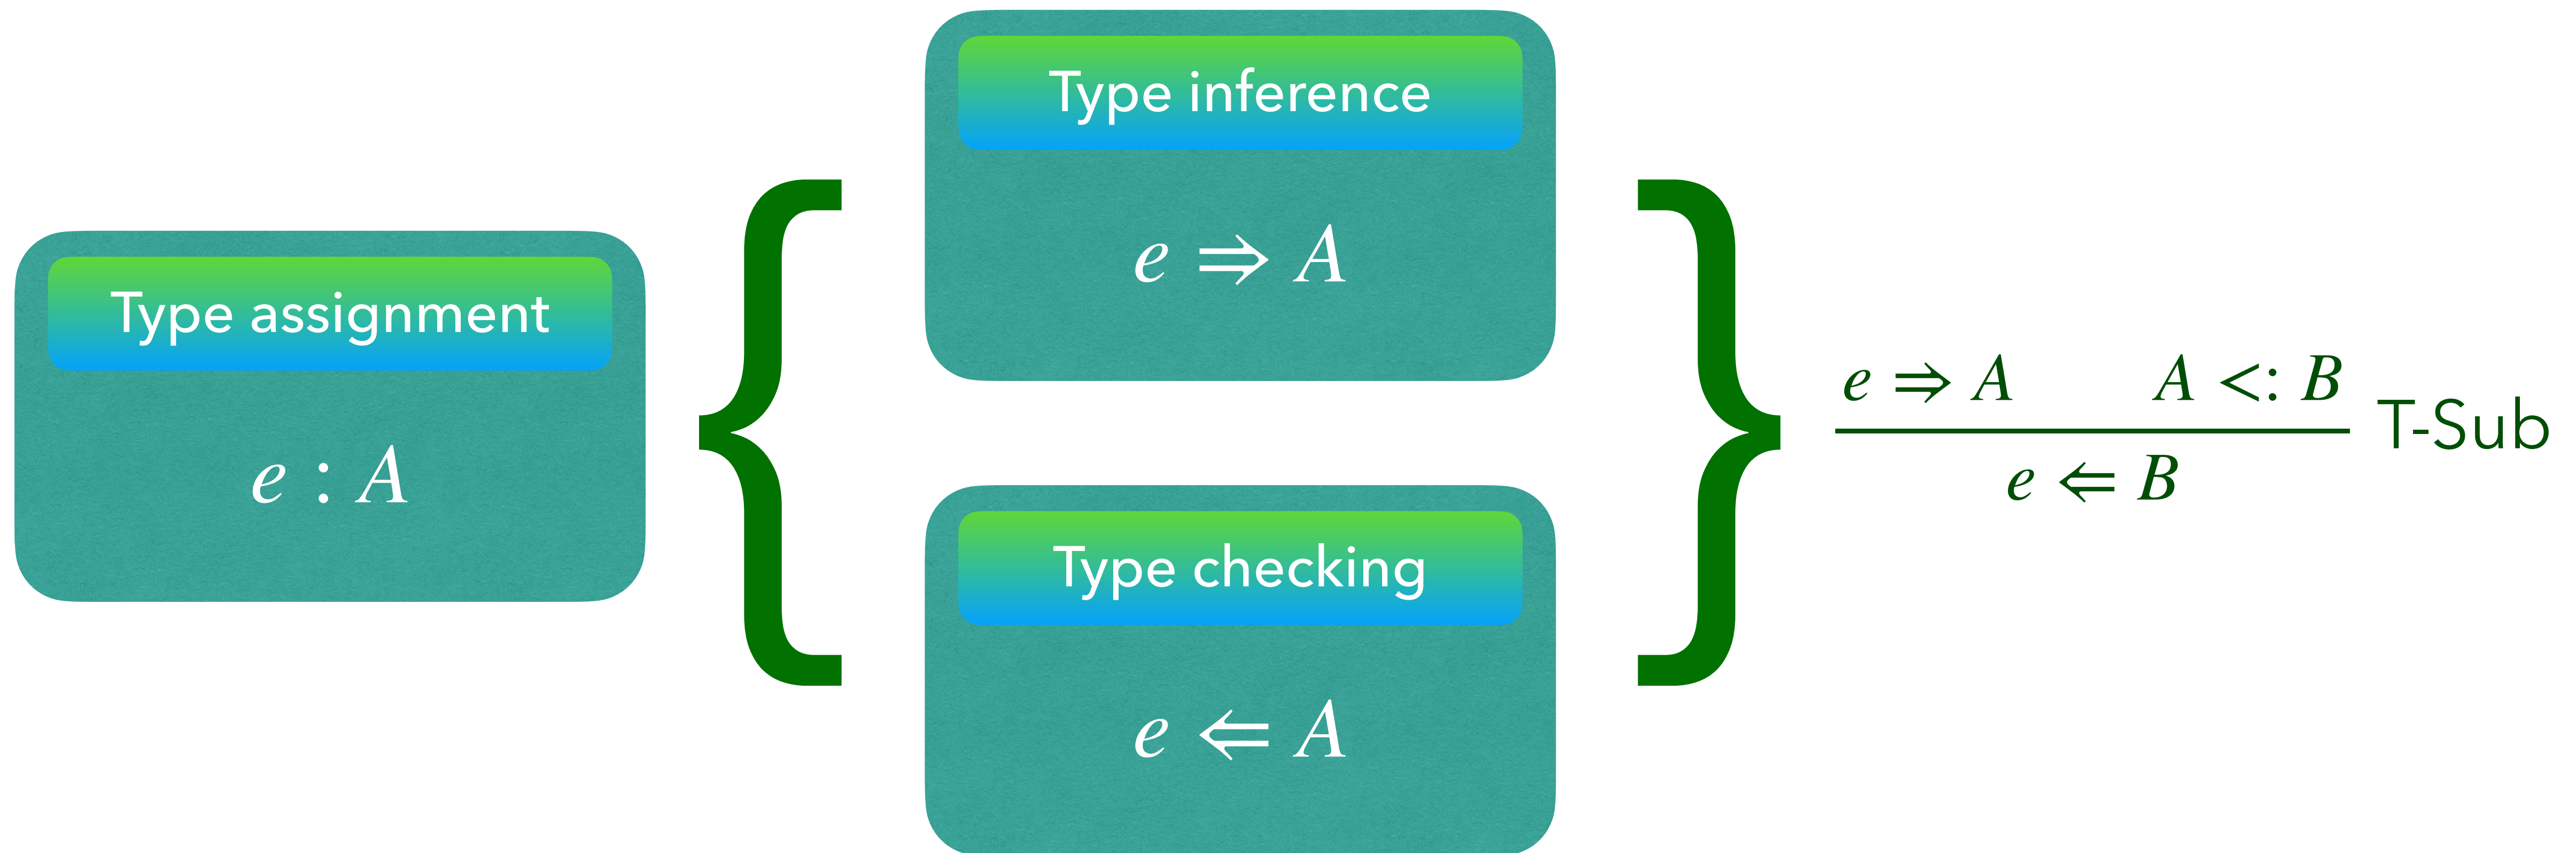 Type assignment
e : A
{
Type inference
e ⇒ A
Type checking
e ⇐ A
}
e ⇒ A A <: B
e ⇐ B
T-Sub